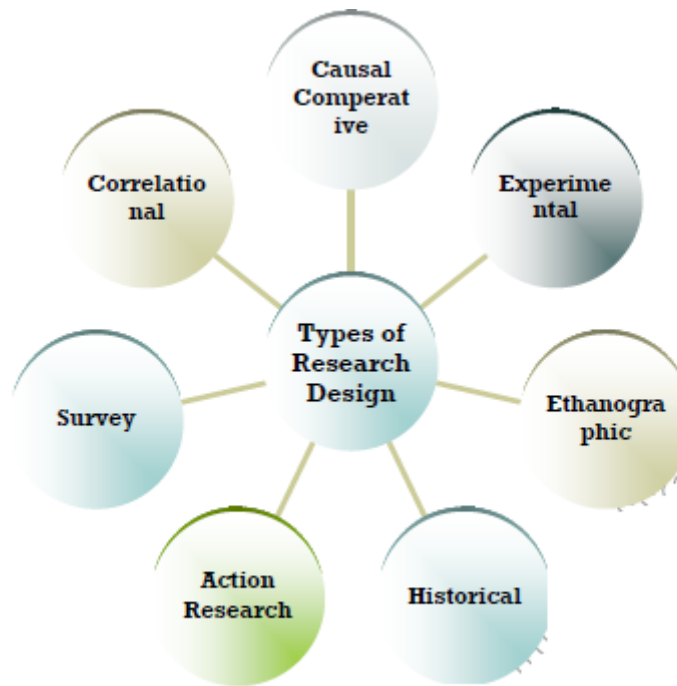 Causal
Comperat
ive
Experime
ntal
Ethanogra
phic
Historical
Action
Research
Survey
Correlatio
nal
Types of
Research
Design